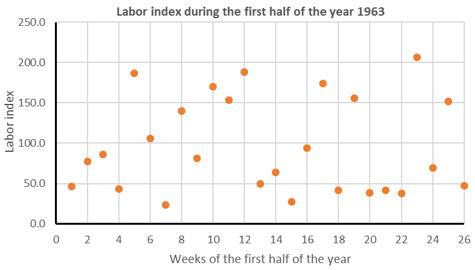 Labor index during the first half of the year 1963
250.0
200.0
150.0
100.0
50.0
0.0
Labor index
0 2 4 6 8 10 12 14 16 18 20 22 24 26
Weeks of the first half of the year